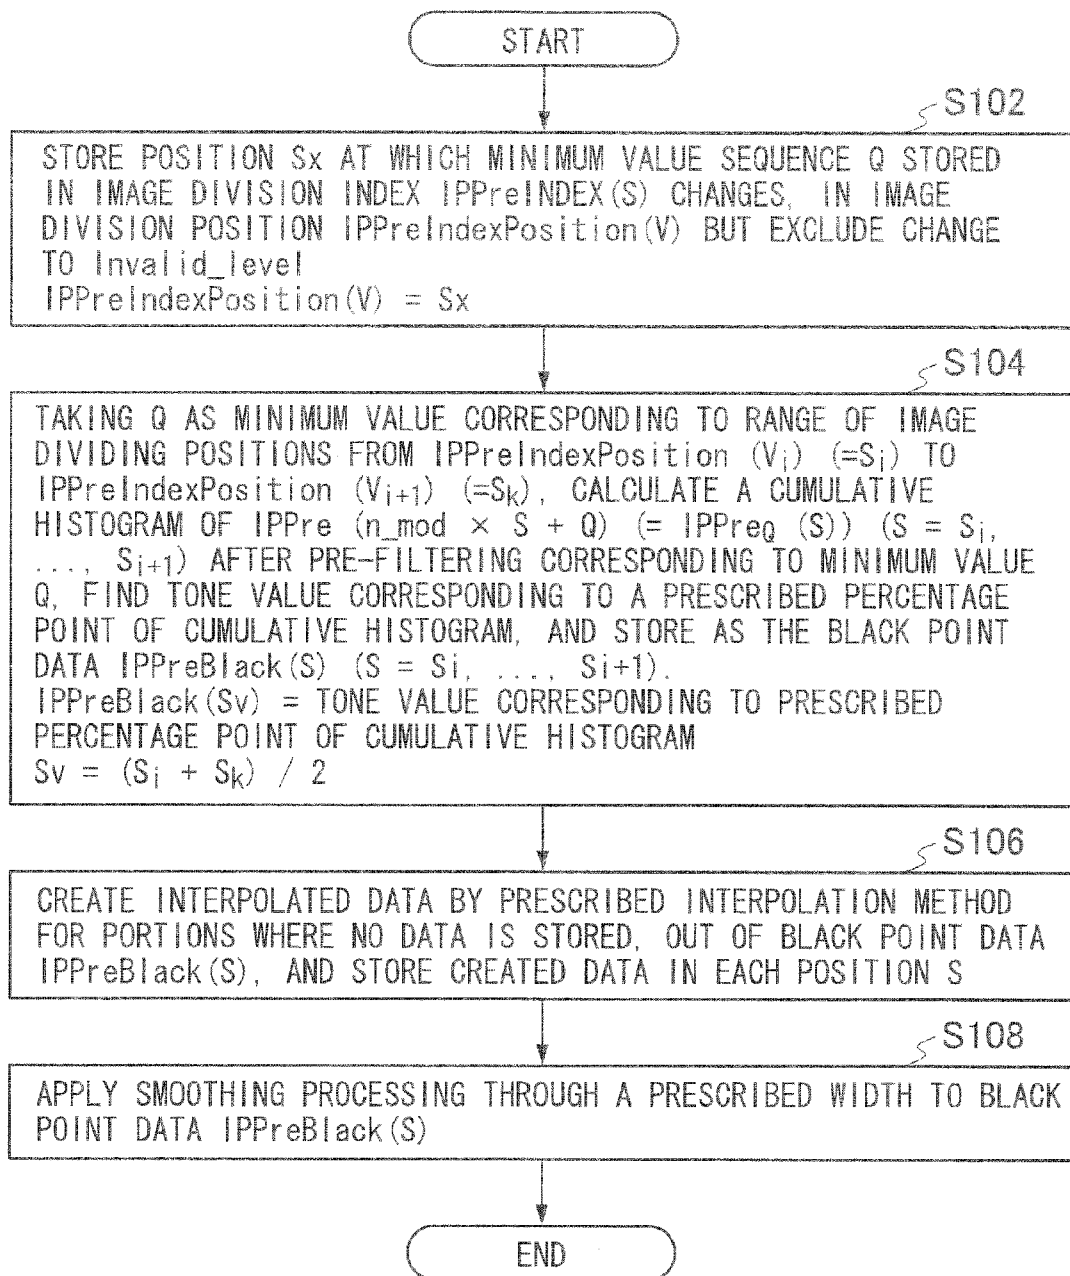 START
S102
STORE POSITION Sx AT WHICH MINIMUM VALUE SEQUENCE Q STORED
IN IMAGE DIVISION INDEX IPPreINDEX(S) CHANGES, IN IMAGE
DIVISION POSITION IPPreIndexPosition(V) BUT EXCLUDE CHANGE
TO Invalid_level
IPPreIndexPosition(V) = Sx
S104
TAKING Q AS MINIMUM VALUE CORRESPONDING TO RANGE OF IMAGE
DIVIDING POSITIONS FROM IPPreIndexPosition (Vi) (=Si) TO
IPPreIndexPosition (Vi+1) (=Sk), CALCULATE A CUMULATIVE
HISTOGRAM OF IPPre (n_mod × S + Q) (= IPPreQ (S)) (S = Si,
..., Si+1) AFTER PRE-FILTERING CORRESPONDING TO MINIMUM VALUE
Q, FIND TONE VALUE CORRESPONDING TO A PRESCRIBED PERCENTAGE
POINT OF CUMULATIVE HISTOGRAM, AND STORE AS THE BLACK POINT
DATA IPPreBlack(S) (S = Si, ..., Si+1).
IPPreBlack(Sv) = TONE VALUE CORRESPONDING TO PRESCRIBED
PERCENTAGE POINT OF CUMULATIVE HISTOGRAM
Sv = (Si + Sk) / 2
S106
CREATE INTERPOLATED DATA BY PRESCRIBED INTERPOLATION METHOD
FOR PORTIONS WHERE NO DATA IS STORED, OUT OF BLACK POINT DATA
IPPreBlack(S), AND STORE CREATED DATA IN EACH POSITION S
S108
APPLY SMOOTHING PROCESSING THROUGH A PRESCRIBED WIDTH TO BLACK
POINT DATA IPPreBlack(S)
END